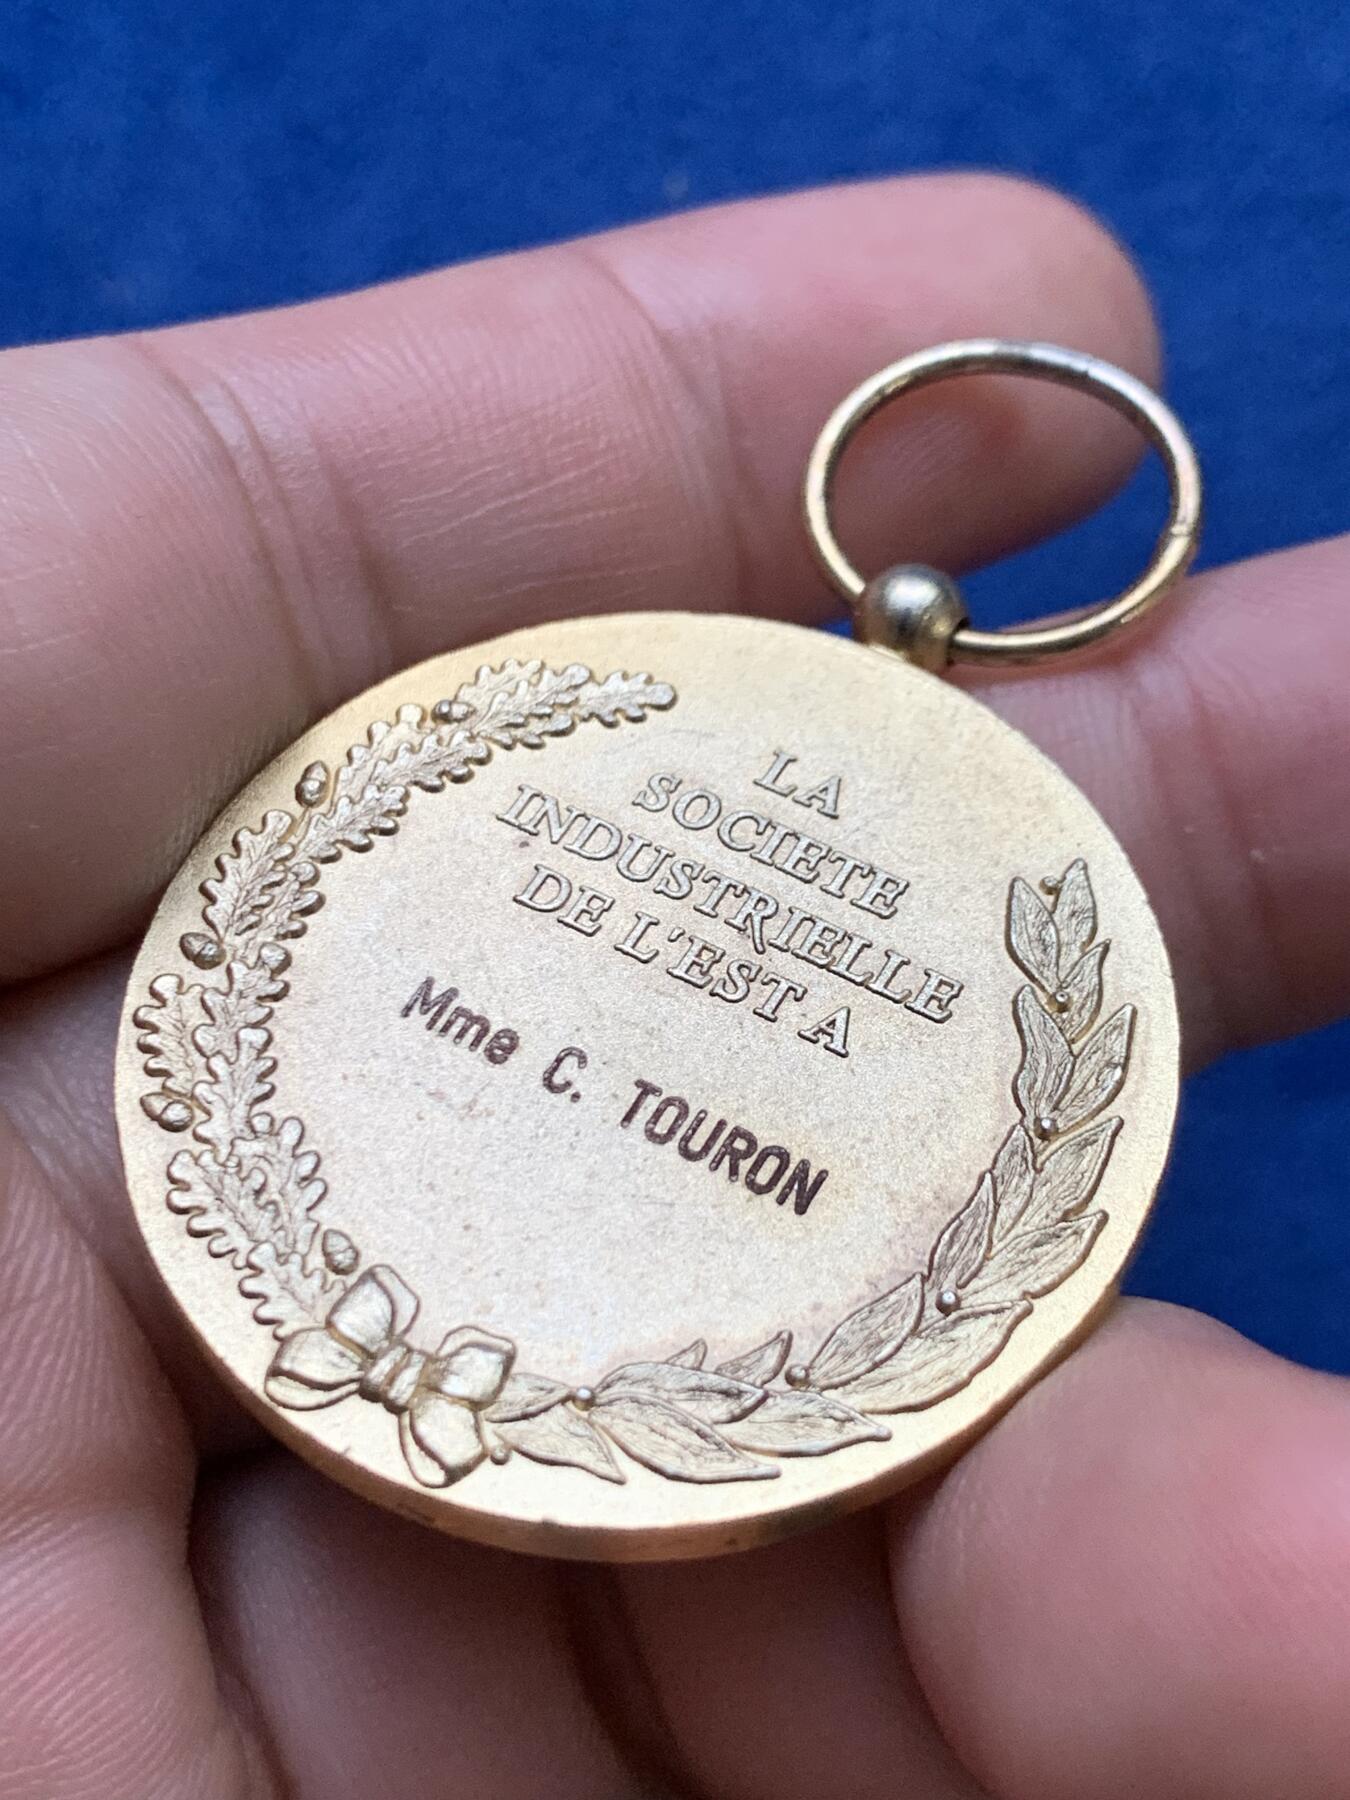 LA
SOCIETE
INDUSTRIELLE
DE L'EST A
Mme C. TOURON